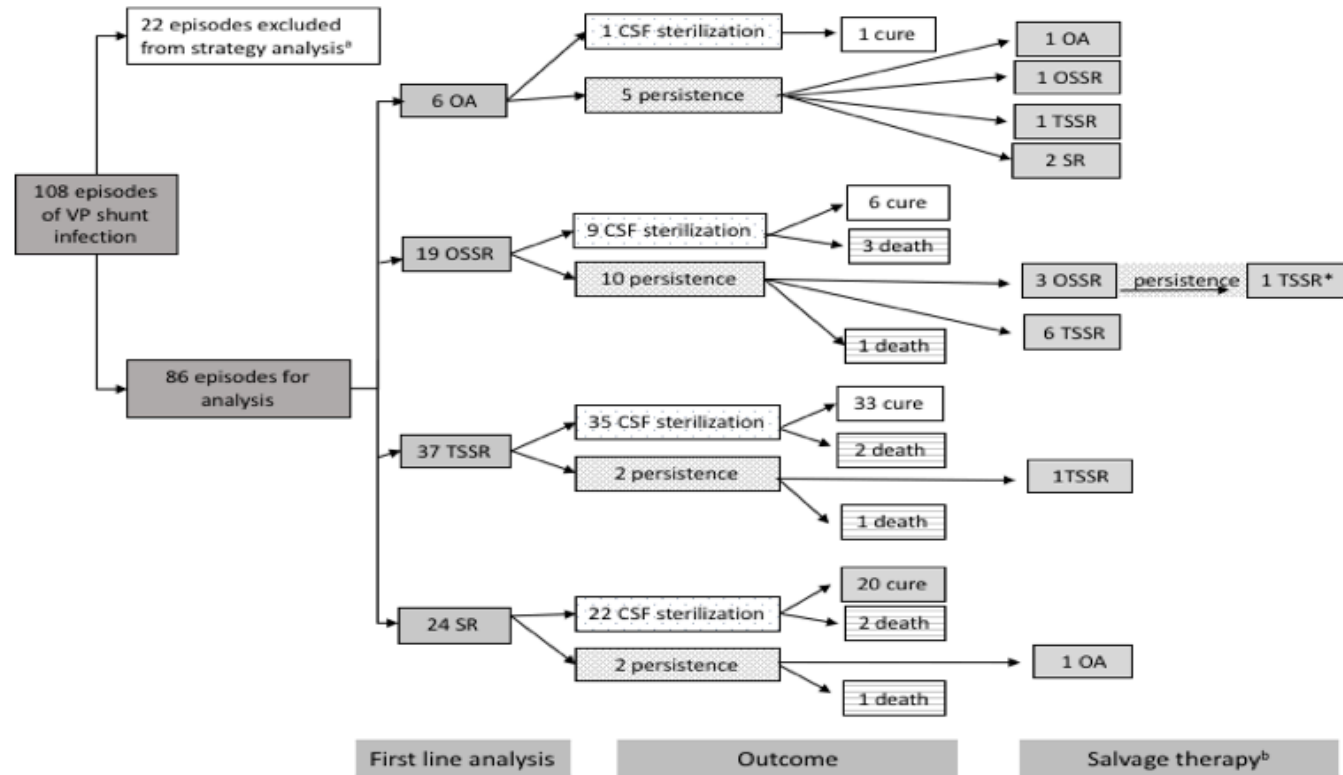 22 episodes excluded
from strategy analysisᵃ
108 episodes
of VP shunt
infection
86 episodes for
analysis
6 OA
1 CSF sterilization
1 cure
5 persistence
1 OA
1 OSSR
1 TSSR
2 SR
19 OSSR
9 CSF sterilization
6 cure
3 death
10 persistence
1 death
3 OSSR
persistence
1 TSSR*
6 TSSR
37 TSSR
35 CSF sterilization
33 cure
2 death
2 persistence
1 death
1TSSR
24 SR
22 CSF sterilization
20 cure
2 death
2 persistence
1 death
1 OA
First line analysis
Outcome
Salvage therapyᵇ